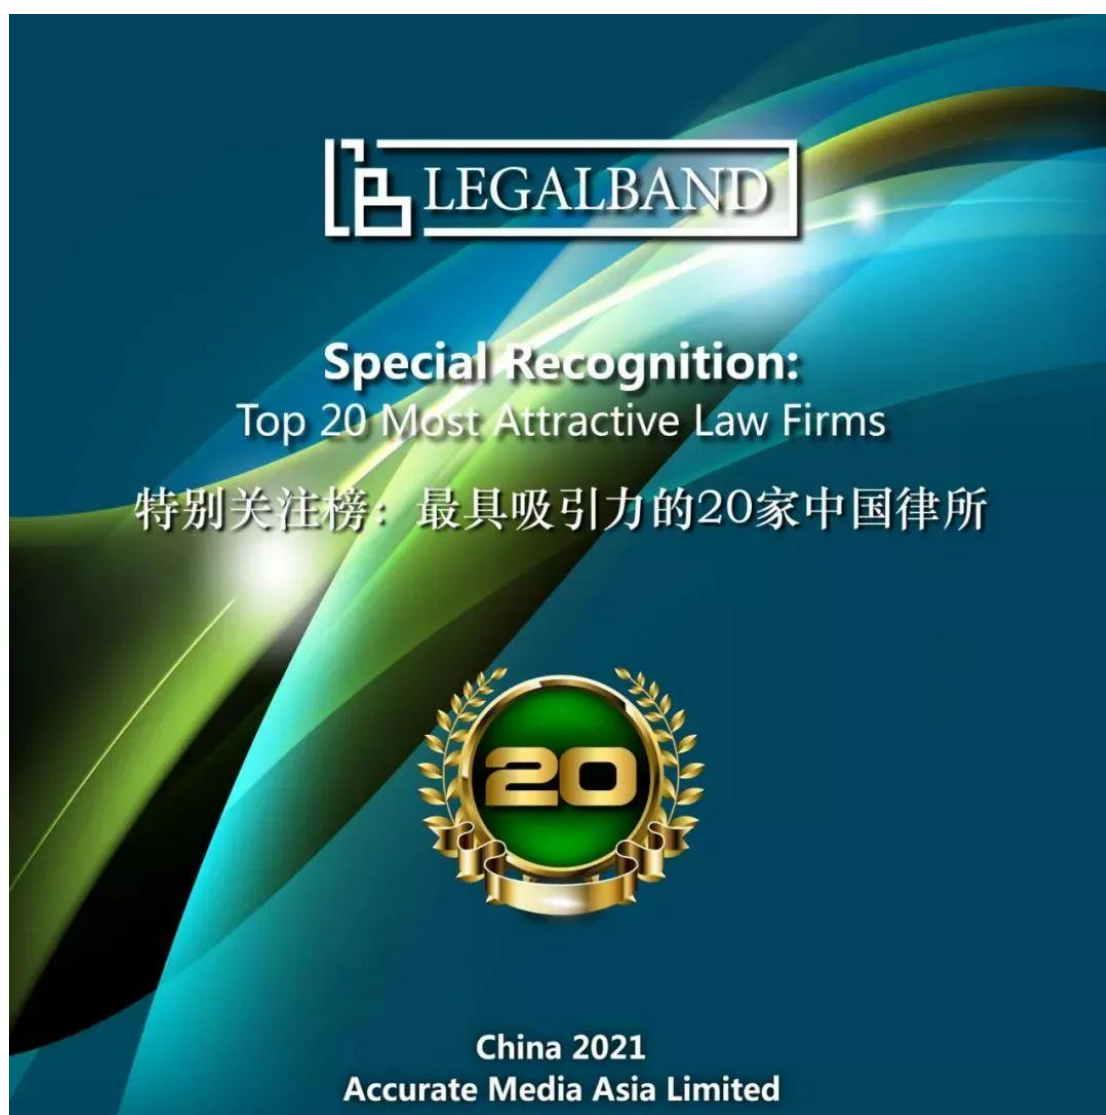 LEGALBAND
Special Recognition:
Top 20 Most Attractive Law Firms
特别关注榜：最具吸引力的20家中国律所
20
China 2021
Accurate Media Asia Limited